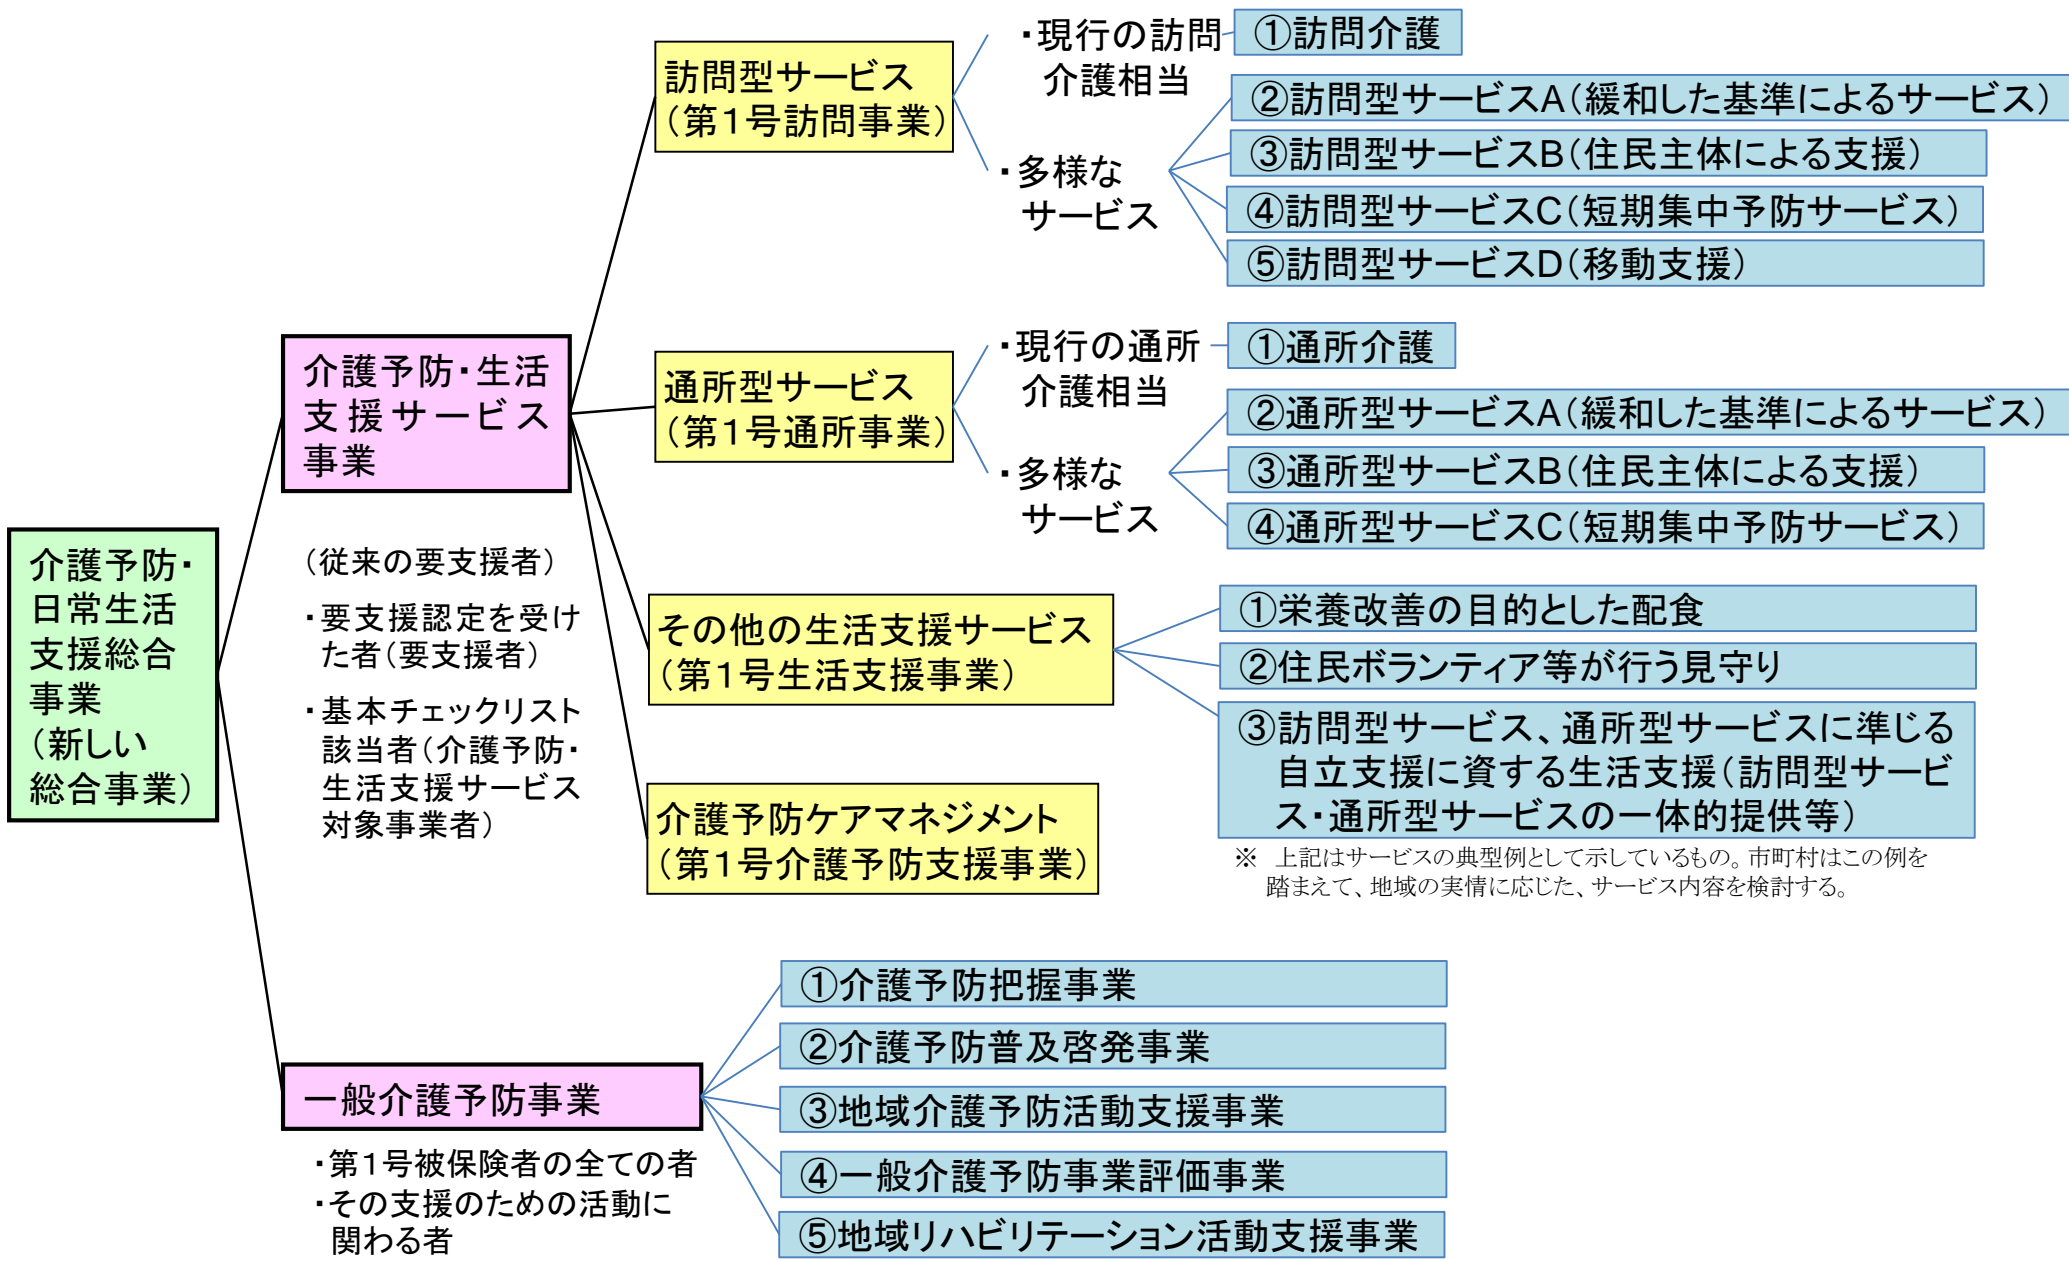 介護予防・
日常生活
支援総合
事業
（新しい
総合事業）
介護予防・生活
支援サービス
事業
（従来の要支援者）
・要支援認定を受け
た者（要支援者）
・基本チェックリスト
該当者（介護予防・
生活支援サービス
対象事業者）
訪問型サービス
（第1号訪問事業）
・現行の訪問
介護相当
①訪問介護
・多様な
サービス
②訪問型サービスA（緩和した基準によるサービス）
③訪問型サービスB（住民主体による支援）
④訪問型サービスC（短期集中予防サービス）
⑤訪問型サービスD（移動支援）
通所型サービス
（第1号通所事業）
・現行の通所
介護相当
①通所介護
・多様な
サービス
②通所型サービスA（緩和した基準によるサービス）
③通所型サービスB（住民主体による支援）
④通所型サービスC（短期集中予防サービス）
その他の生活支援サービス
（第1号生活支援事業）
①栄養改善の目的とした配食
②住民ボランティア等が行う見守り
③訪問型サービス、通所型サービスに準じる
自立支援に資する生活支援（訪問型サービ
ス・通所型サービスの一体的提供等）
※　上記はサービスの典型例として示しているもの。市町村はこの例を
踏まえて、地域の実情に応じた、サービス内容を検討する。
介護予防ケアマネジメント
（第1号介護予防支援事業）
一般介護予防事業
・第1号被保険者の全ての者
・その支援のための活動に
関わる者
①介護予防把握事業
②介護予防普及啓発事業
③地域介護予防活動支援事業
④一般介護予防事業評価事業
⑤地域リハビリテーション活動支援事業